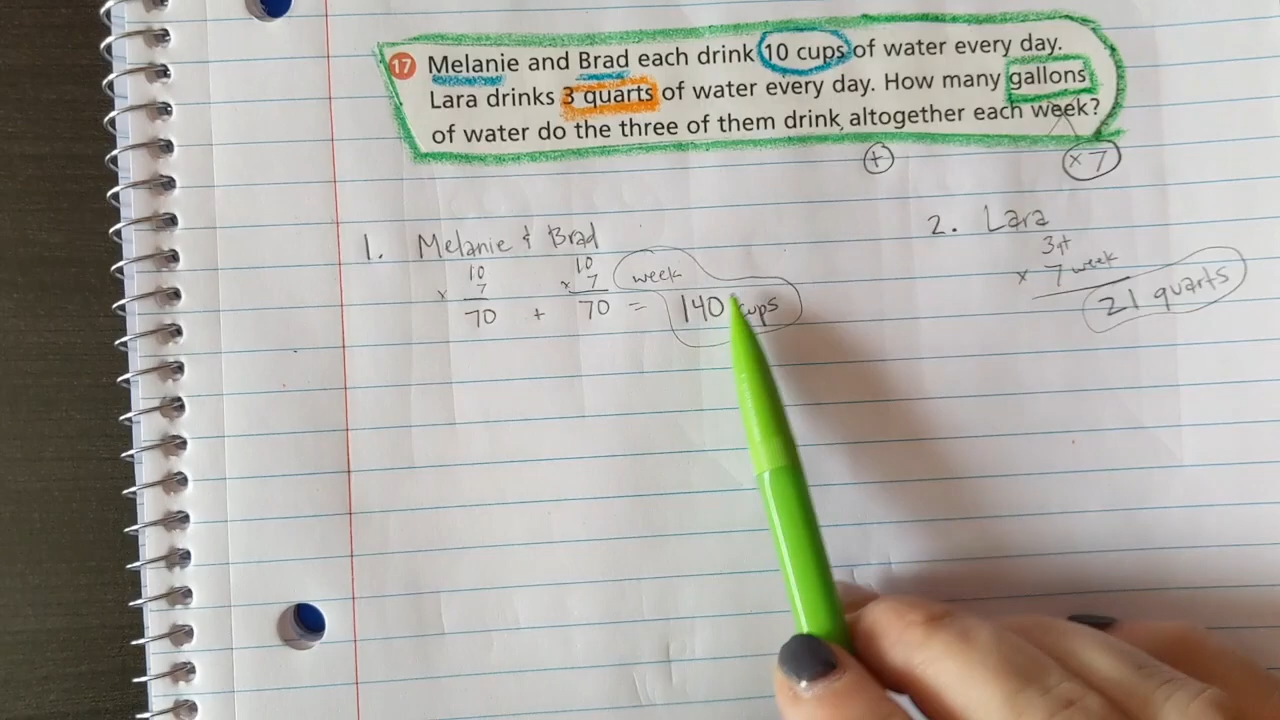 17 Melanie and Brad each drink 10 cups of water every day.
Lara drinks 3 quarts of water every day. How many gallons
of water do the three of them drink, altogether each week?
+ × 7
1. Melanie & Brad
10 10
× 7 × 7 week
70 + 70 = 140 cups
2. Lara
3qt
× 7 week
21 quarts